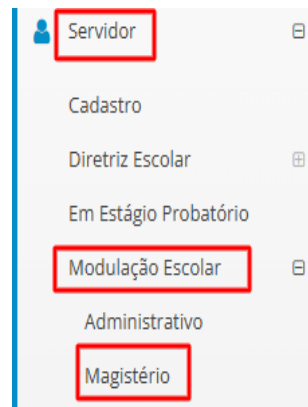 Servidor
Cadastro
Diretriz Escolar
Em Estágio Probatório
Modulação Escolar
Administrativo
Magistério